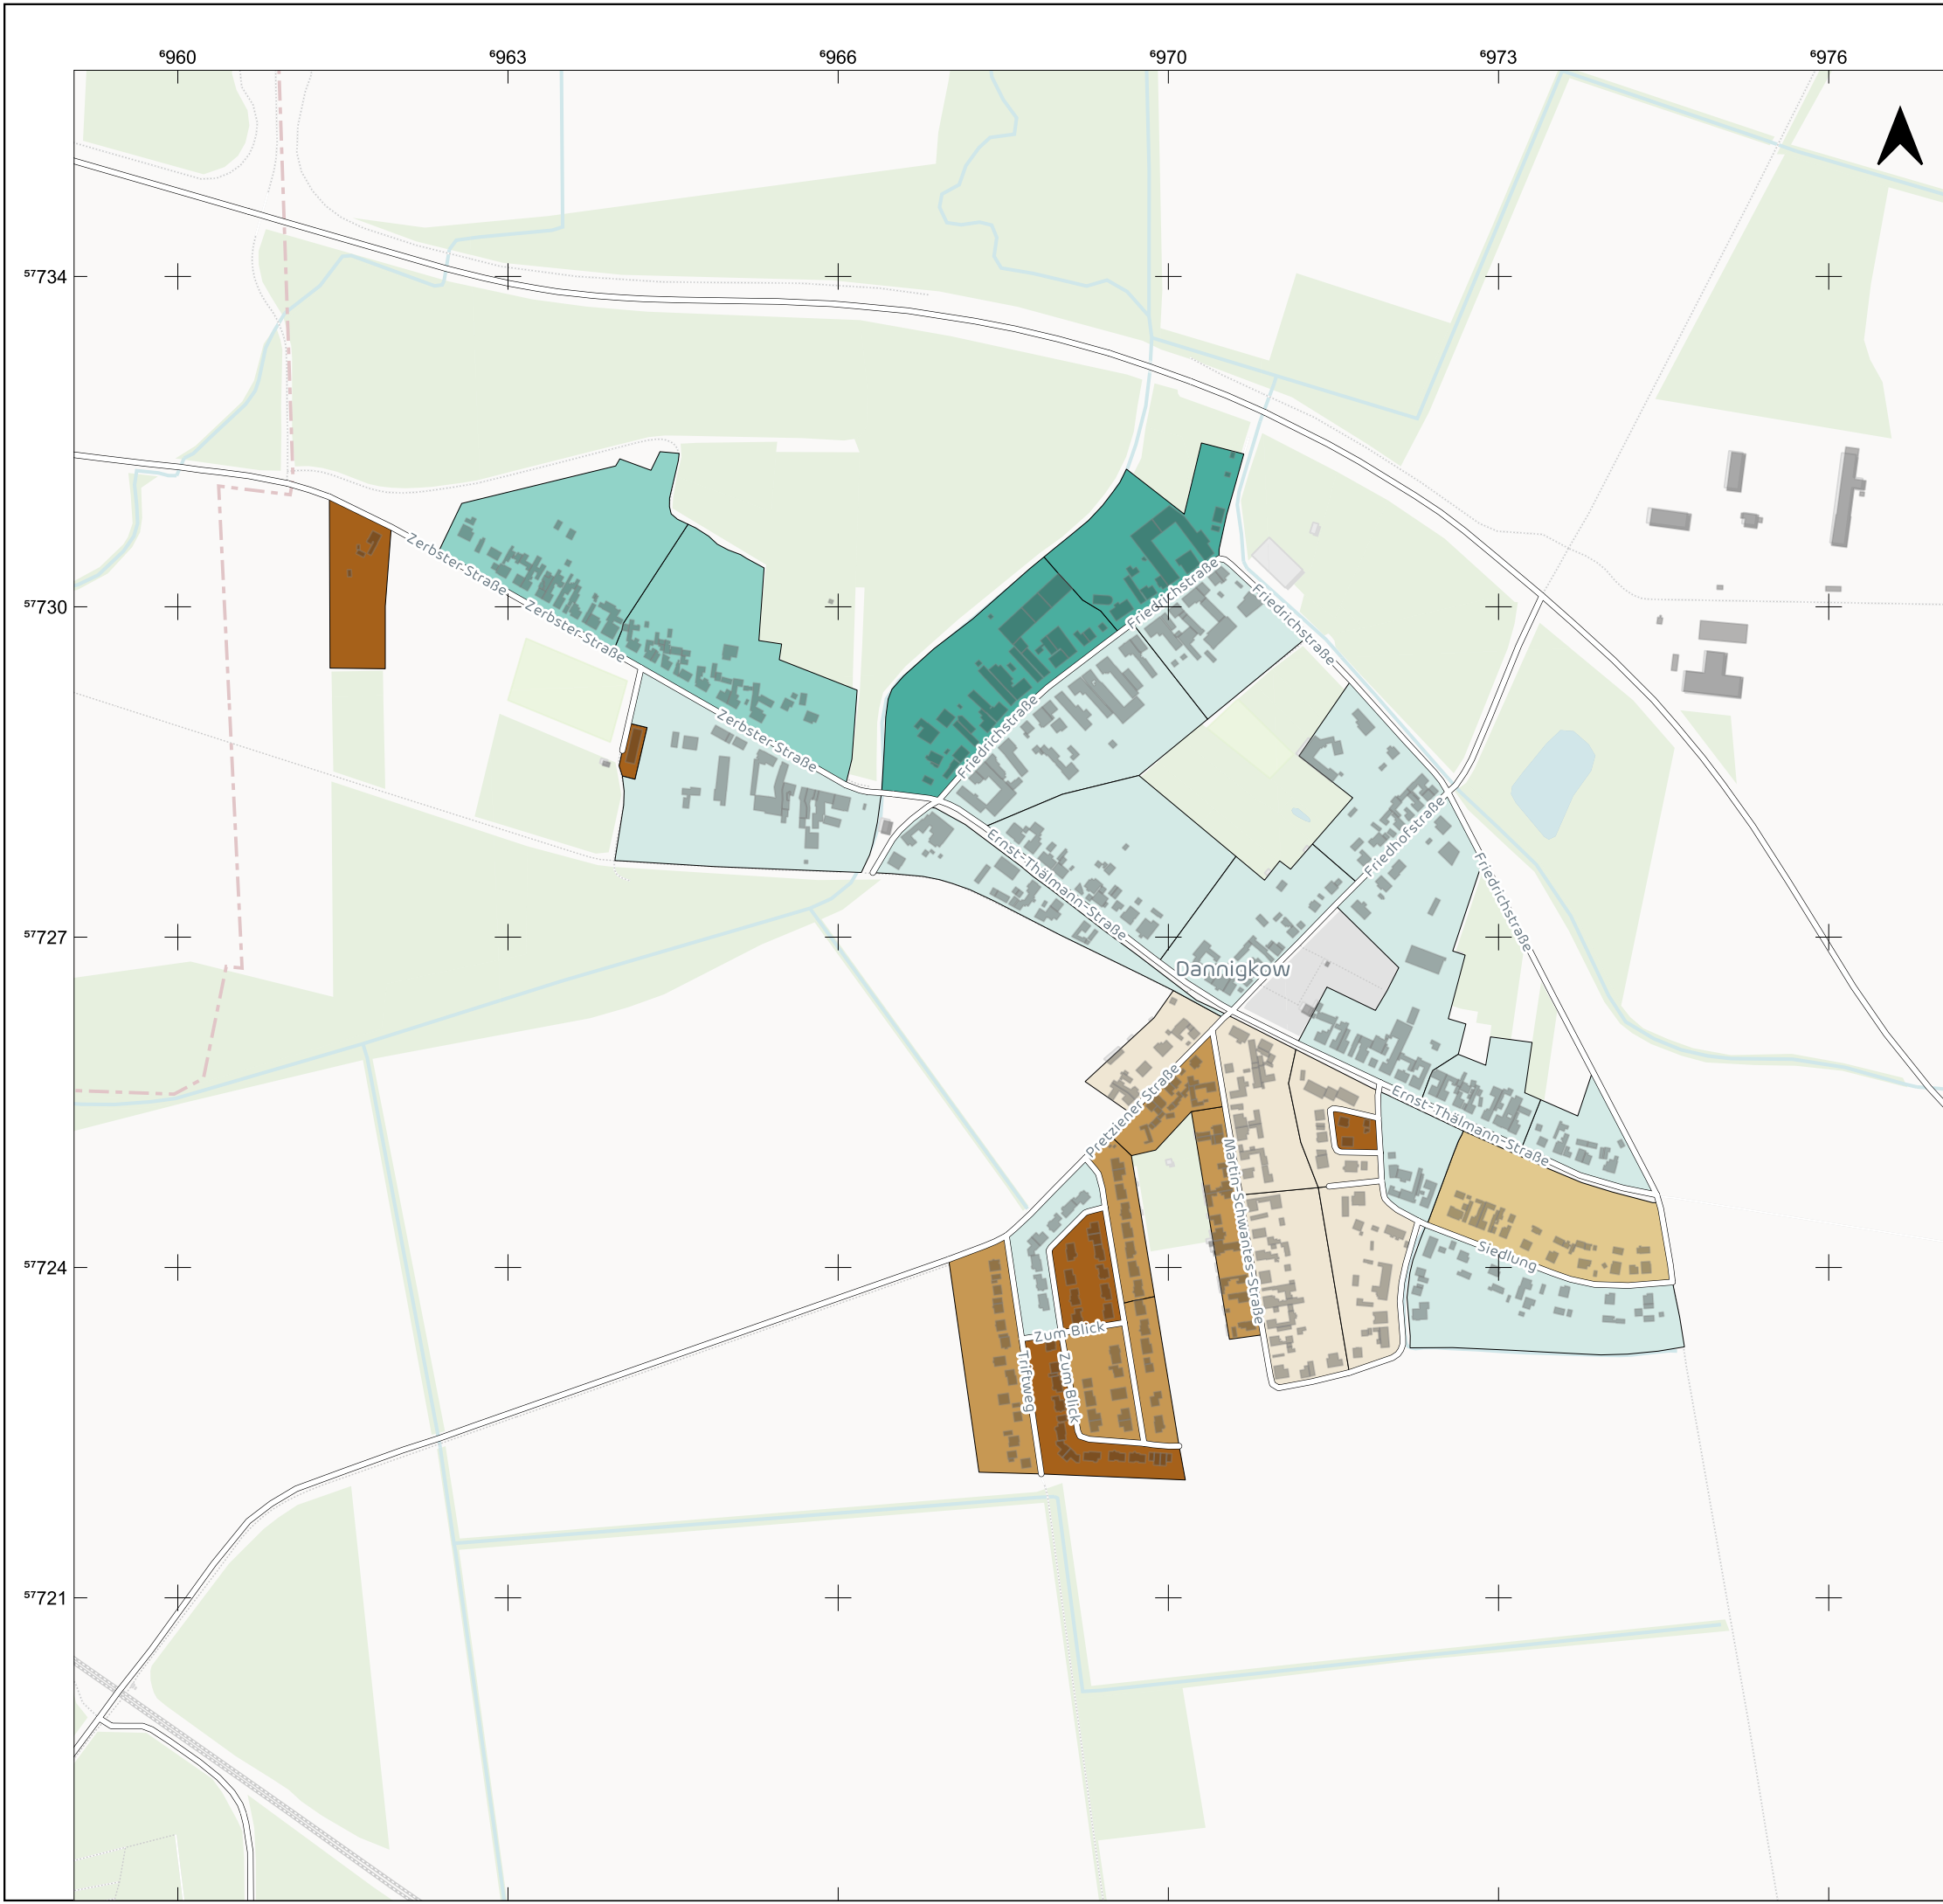 ⁶960 ⁶963 ⁶966 ⁶970 ⁶973 ⁶976
⁵⁷734
⁵⁷730
⁵⁷727
⁵⁷724
⁵⁷721
Zerbster-Straße
Zerbster-Straße
Zerbster-Straße
Friedrichstraße
Friedrichstraße
Friedrichstraße
Friedhofstraße
Friedrichstraße
Ernst-Thälmann-Straße
Dannigkow
Ernst-Thälmann-Straße
Pretziener-Straße
Martin-Schwantes-Straße
Siedlung
Zum Blick
Triftweg
Zum Blick